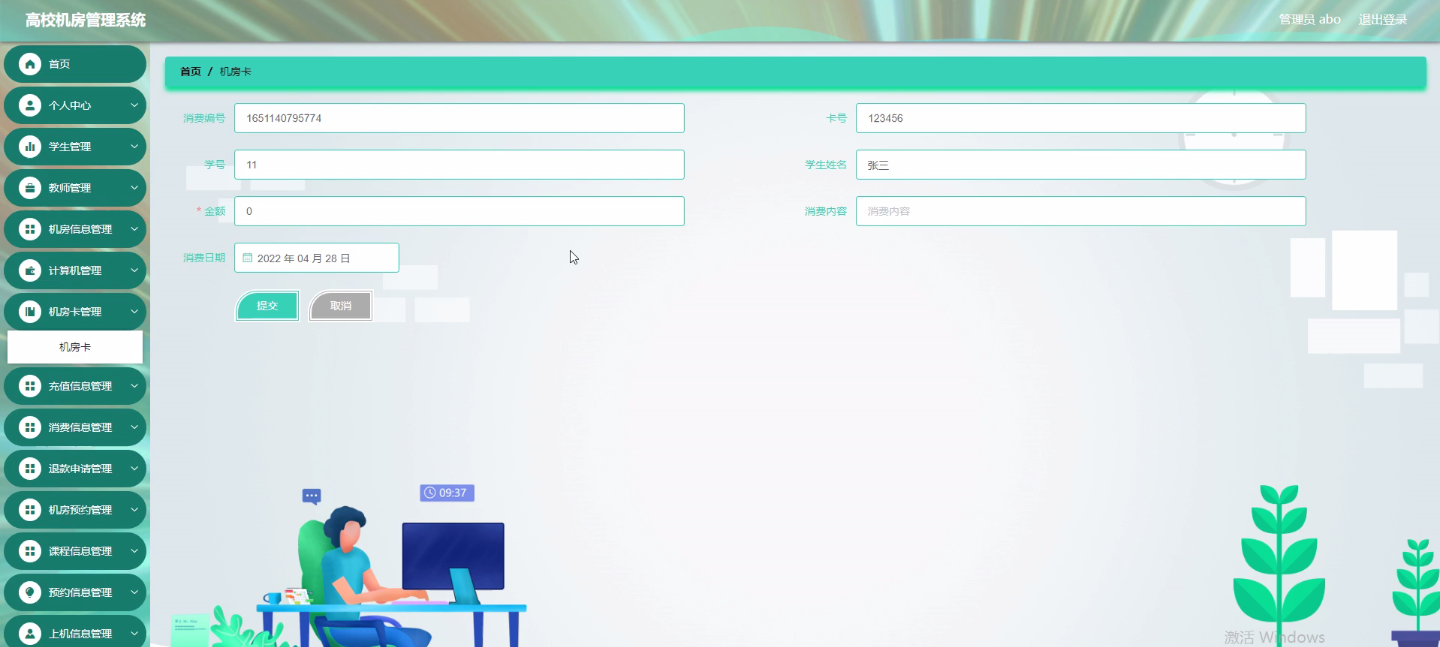 高校机房管理系统
管理员 abo 退出登录
首页
个人中心
学生管理
教师管理
机房信息管理
计算机管理
机房卡管理
机房卡
充值信息管理
消费信息管理
退款申请管理
机房预约管理
课程信息管理
预约信息管理
上机信息管理
首页 / 机房卡
消费编号 1651140795774
卡号 123456
学号 11
学生姓名 张三
* 金额 0
消费内容 消费内容
消费日期 2022 年 04 月 28 日
提交 取消
09:37
激活 Windows